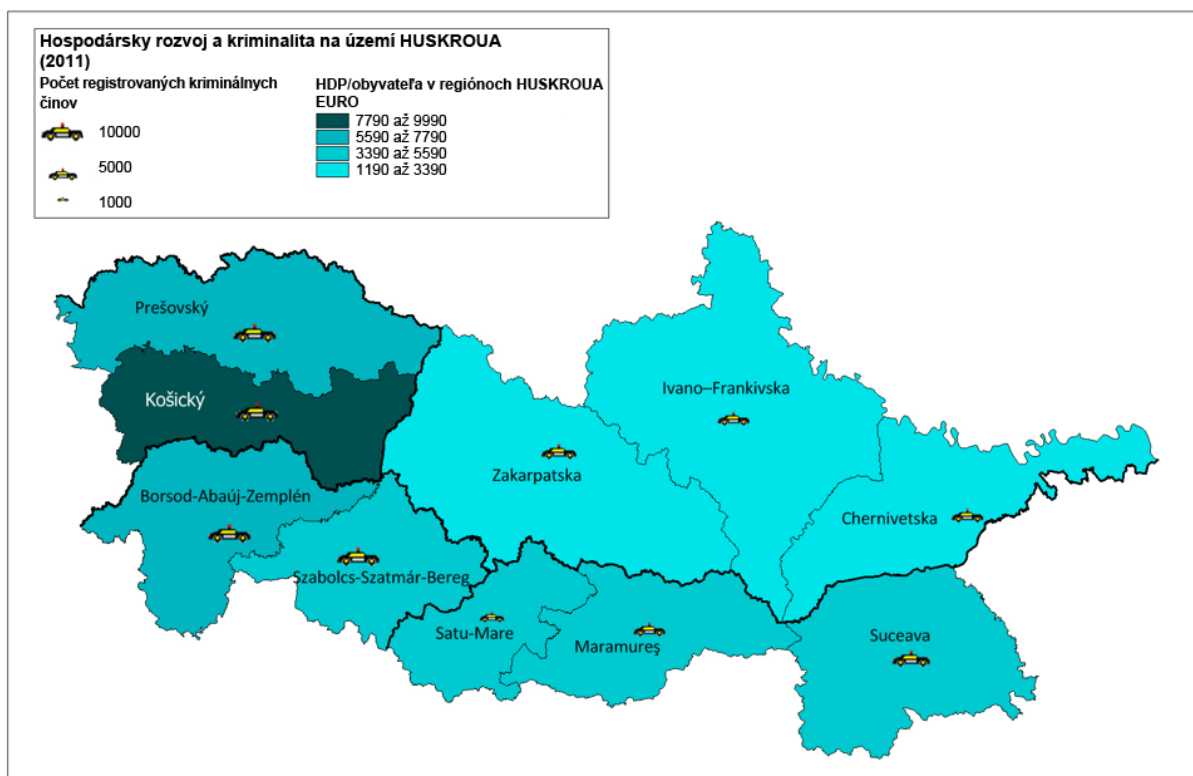 Hospodársky rozvoj a kriminalita na území HUSKROUA
(2011)
Počet registrovaných kriminálnych
činov
10000
5000
1000
HDP/obyvateľa v regiónoch HUSKROUA
EURO
7790 až 9990
5590 až 7790
3390 až 5590
1190 až 3390
Prešovský
Košický
Ivano–Frankivska
Zakarpatska
Borsod-Abaúj-Zemplén
Chernivetska
Szabolcs-Szatmár-Bereg
Satu-Mare
Maramureş
Suceava